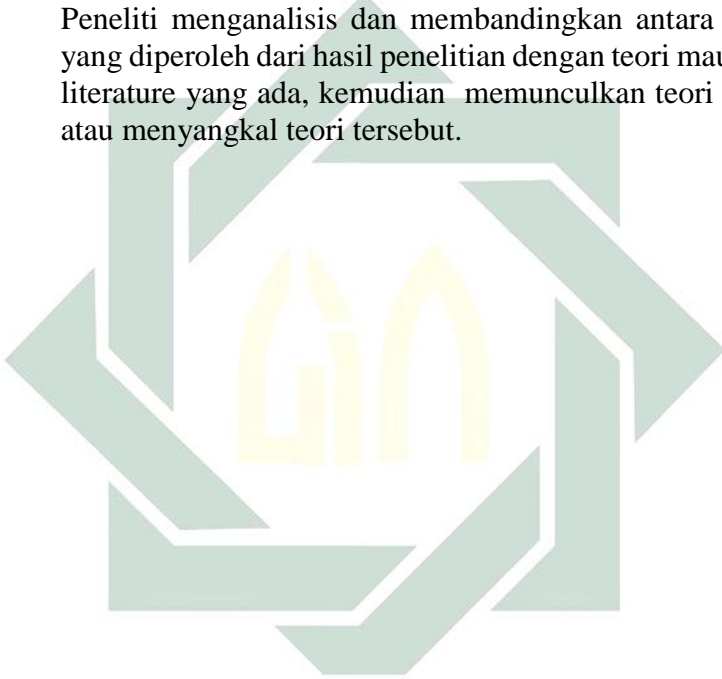 Peneliti menganalisis dan membandingkan antara
yang diperoleh dari hasil penelitian dengan teori
literature yang ada, kemudian memunculkan teori
atau menyangkal teori tersebut.